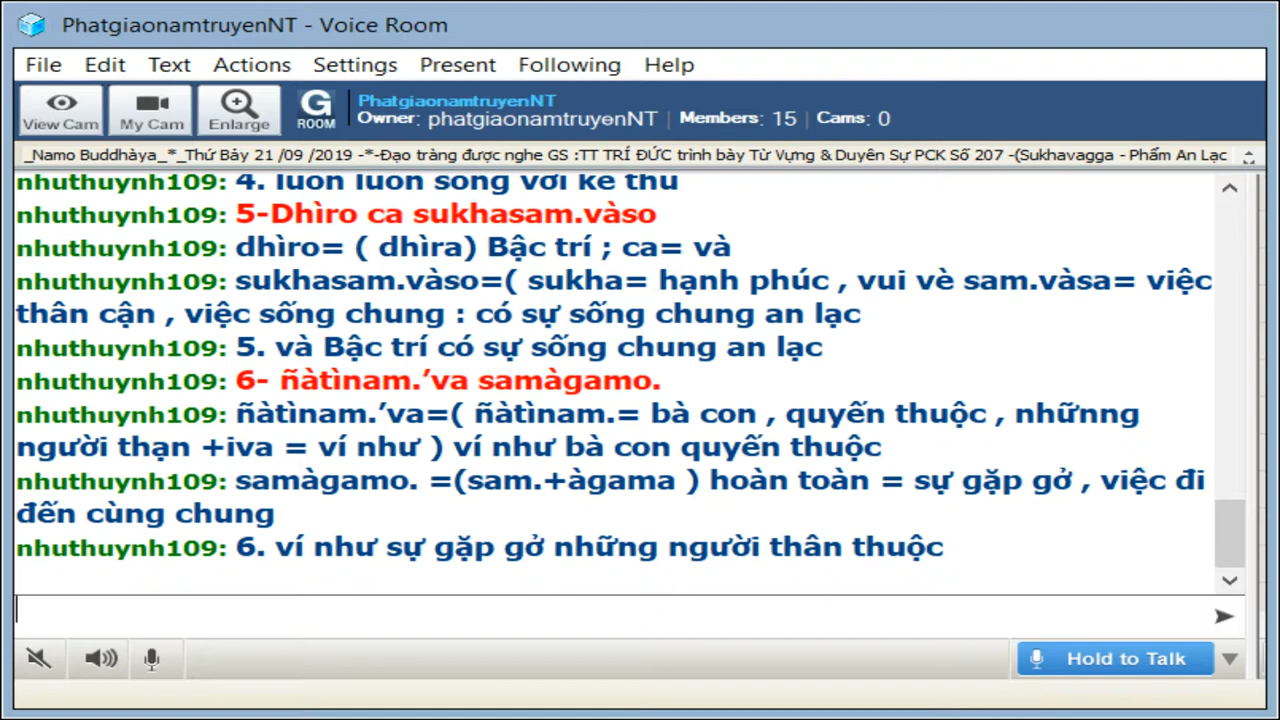 PhatgiaonamtruyenNT - Voice Room
File Edit Text Actions Settings Present Following Help
View Cam My Cam Enlarge G ROOM PhatgiaonamtruyenNT
Owner: phatgiaonamtruyenNT | Members: 15 | Cams: 0
_Namo Buddhàya_*_Thứ Bảy 21 /09 /2019 -*-Đạo tràng được nghe GS :TT TRÍ ĐỨC trình bày Từ Vựng & Duyên Sự PCK Số 207 -(Sukhavagga - Phẩm An Lạc
nhuthuynh109: 4. luôn luôn sống với kẻ thù
nhuthuynh109: 5-Dhìro ca sukhasam.vàso
nhuthuynh109: dhìro= ( dhìra) Bậc trí ; ca= và
nhuthuynh109: sukhasam.vàso=( sukha= hạnh phúc , vui vè sam.vàsa= việc
thân cận , việc sống chung : có sự sống chung an lạc
nhuthuynh109: 5. và Bậc trí có sự sống chung an lạc
nhuthuynh109: 6- ñàtìnam.’va samàgamo.
nhuthuynh109: ñàtìnam.’va=( ñàtìnam.= bà con , quyến thuộc , nhữnng
người thạn +iva = ví như ) ví như bà con quyến thuộc
nhuthuynh109: samàgamo. =(sam.+àgama ) hoàn toàn = sự gặp gở , việc đi
đến cùng chung
nhuthuynh109: 6. ví như sự gặp gở những người thân thuộc
Hold to Talk